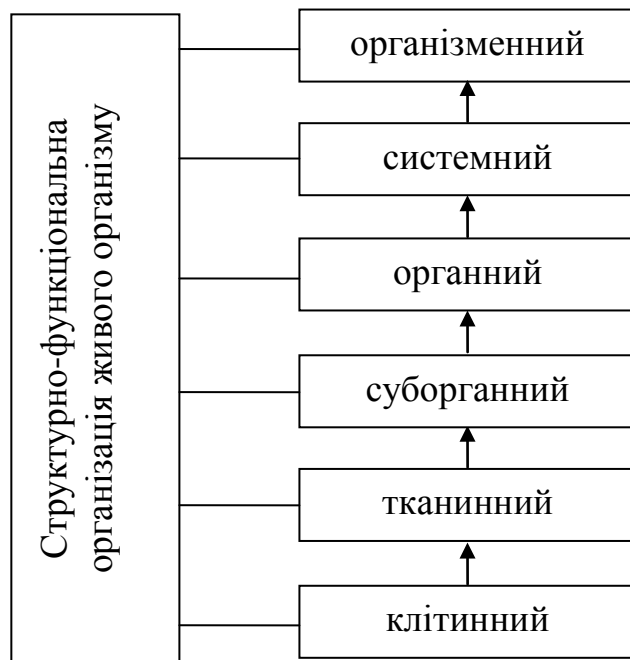 Структурно-функціональна
організація живого організму
організменний
системний
органний
суборганний
тканинний
клітинний